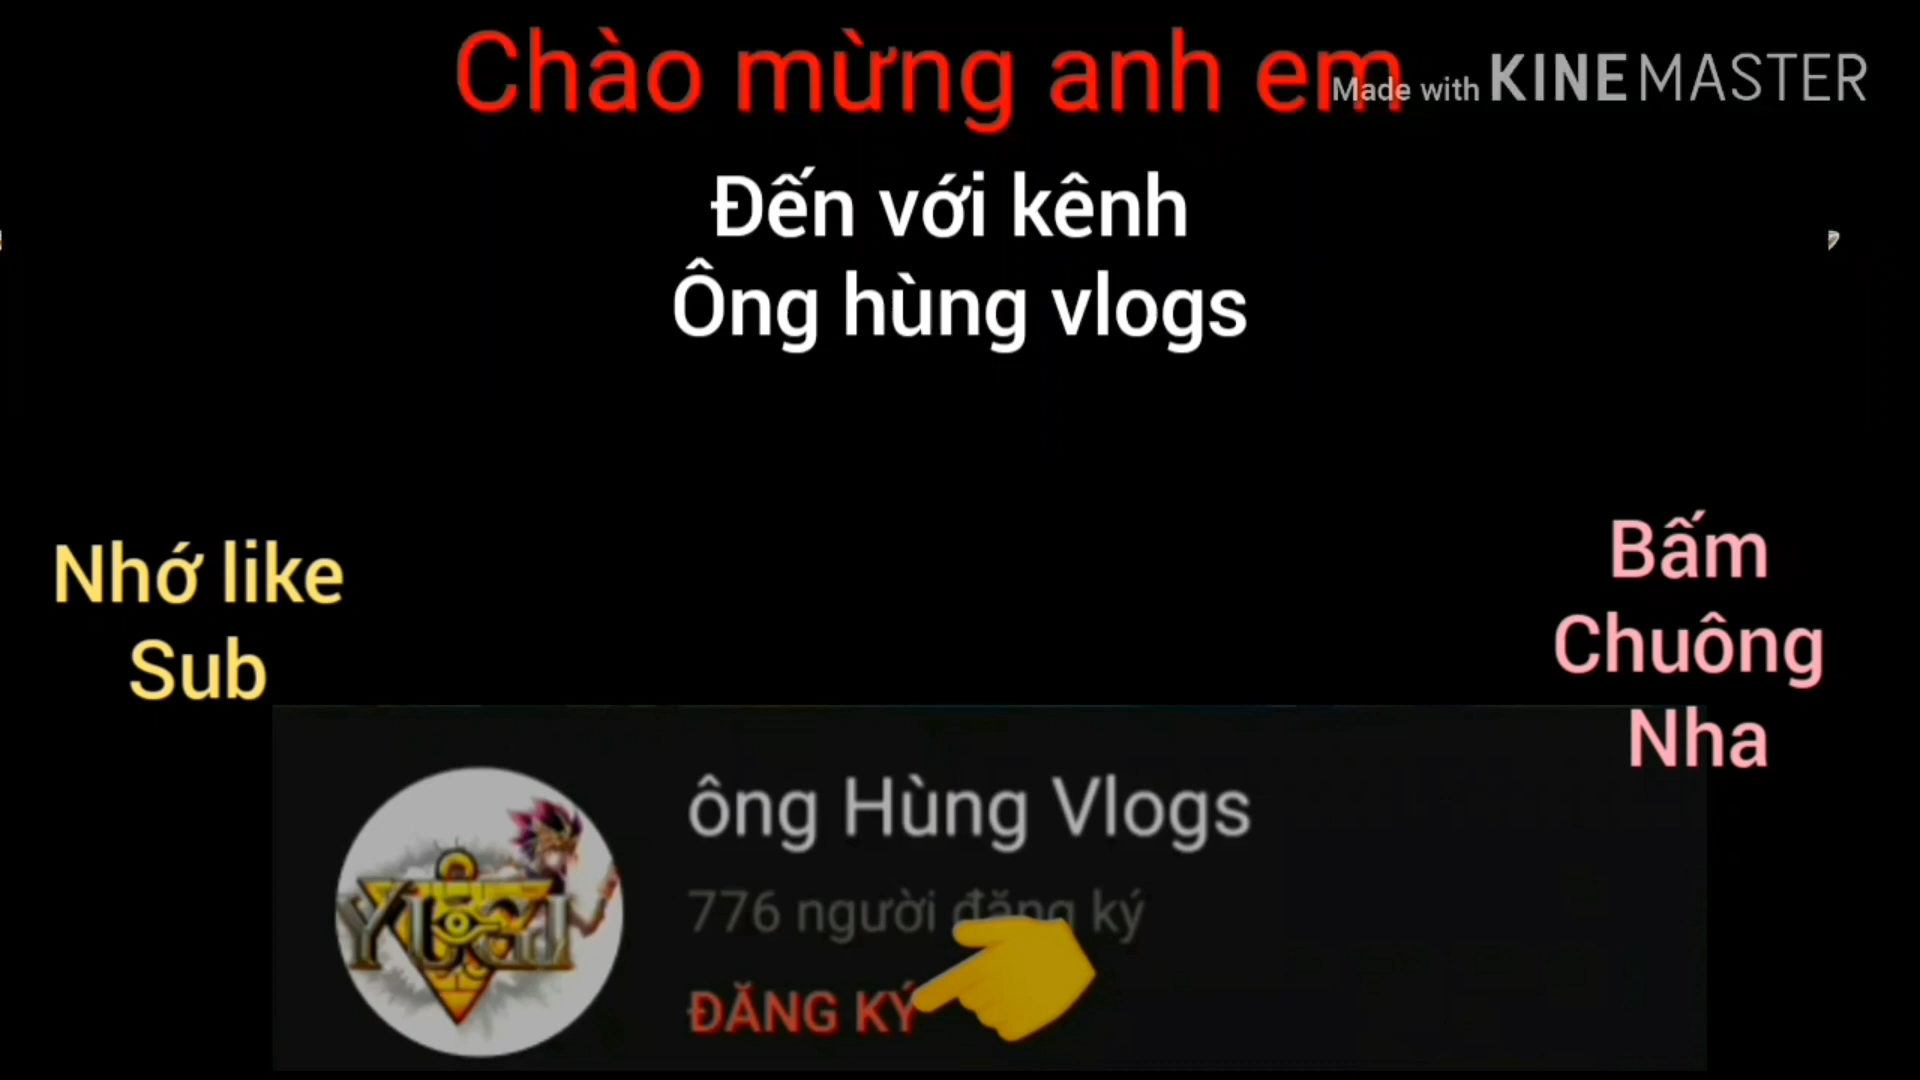 Chào mừng anh em
Made with KINEMASTER
Đến với kênh
Ông hùng vlogs
Nhớ like
Sub
Bấm
Chuông
Nha
ông Hùng Vlogs
776 người đăng ký
ĐĂNG KÝ
YUGI